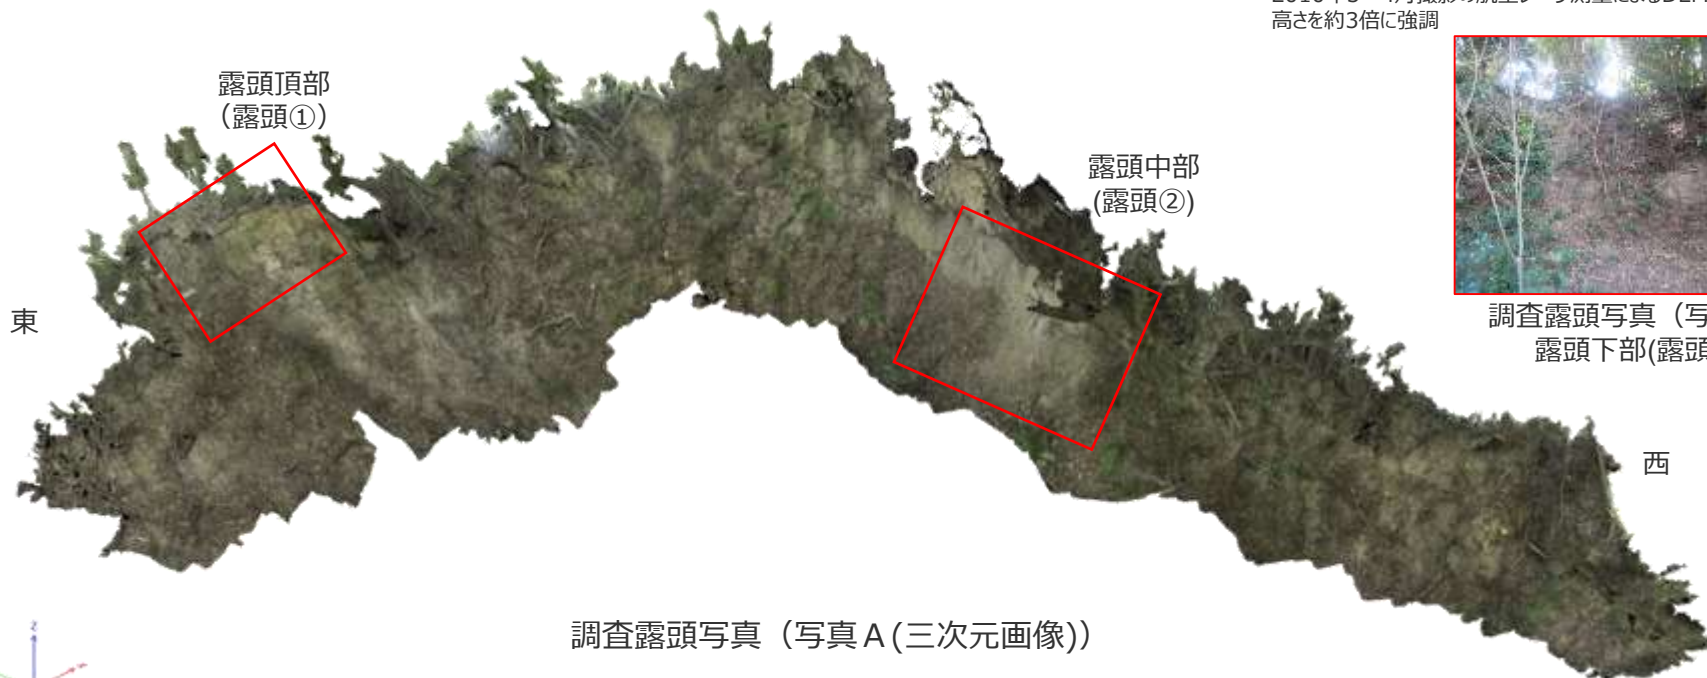 高さを約3倍に強調
露頭頂部
（露頭①）
露頭中部
(露頭②)
東
調査露頭写真（写
露頭下部(露頭
西
調査露頭写真（写真A(三次元画像)）
z